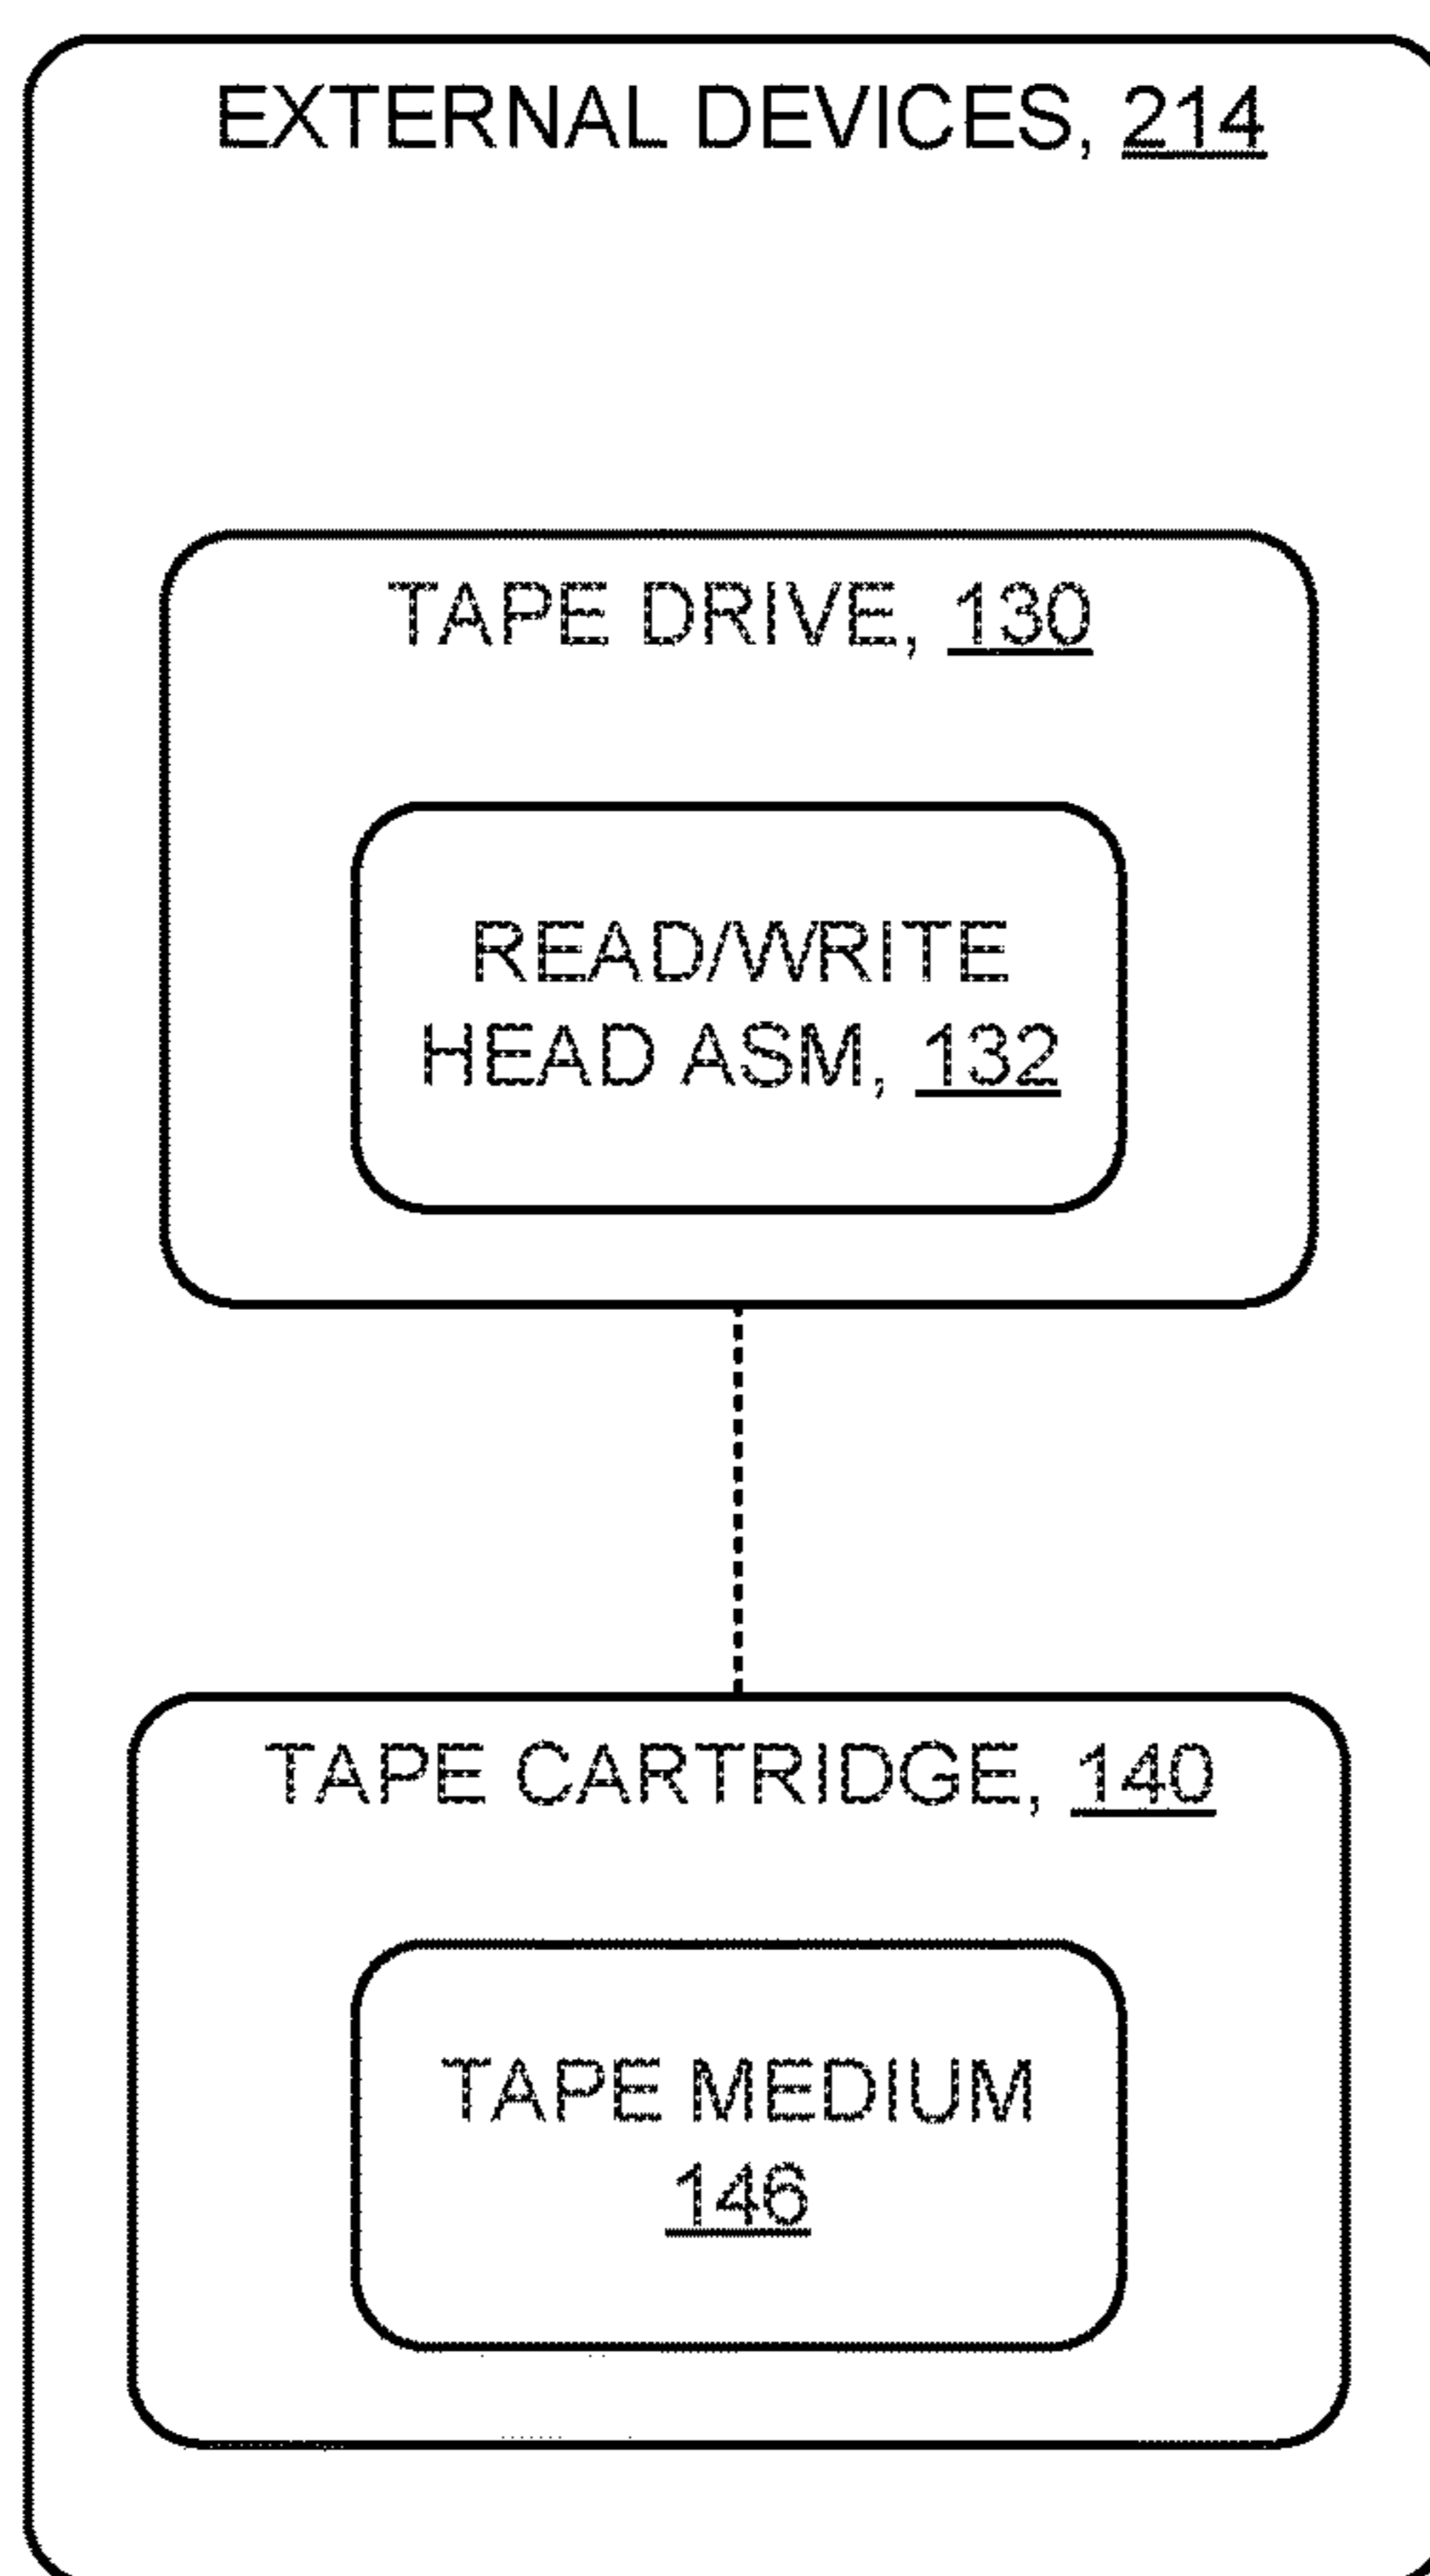 EXTERNAL DEVICES, 214
TAPE DRIVE, 130
READ/WRITE
HEAD ASM, 132
TAPE CARTRIDGE, 140
TAPE MEDIUM
146